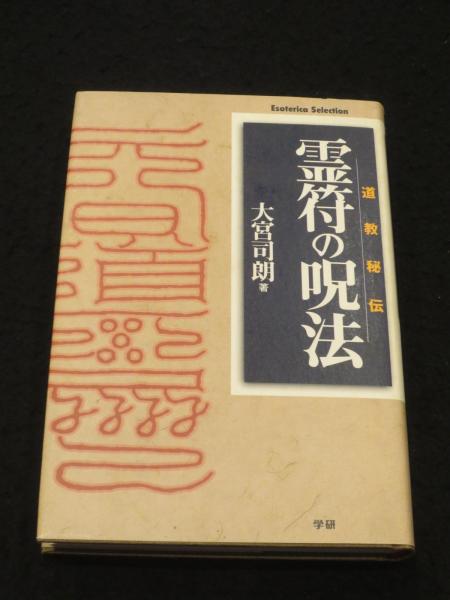 Esoterica Selection
道教秘伝
霊符の呪法
大宮司朗 著
学研